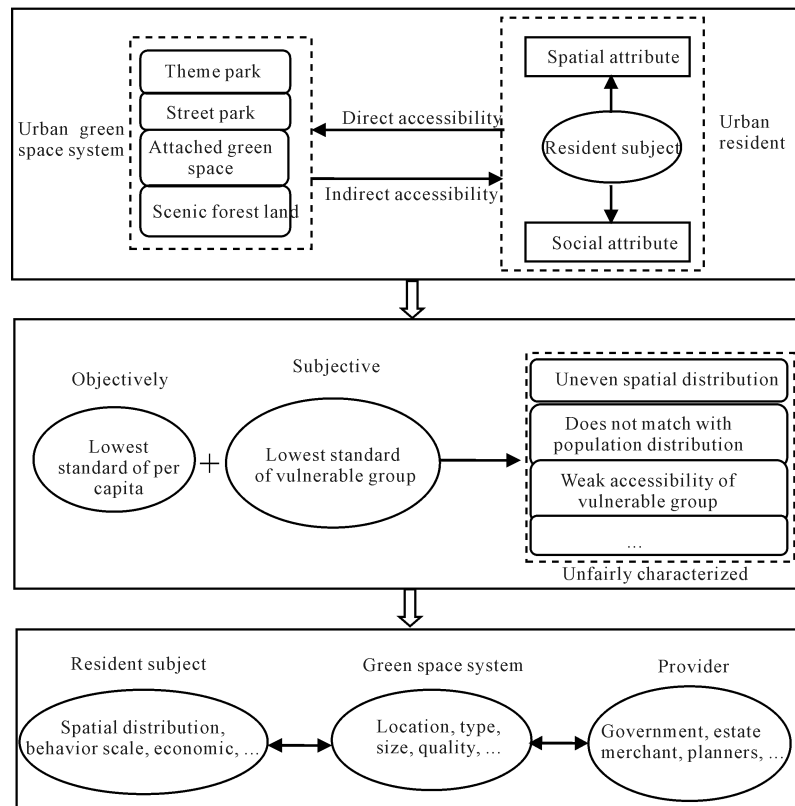 Urban green
space system
Theme park
Street park
Attached green
space
Scenic forest land
Direct accessibility
Indirect accessibility
Spatial attribute
Resident subject
Social attribute
Urban
resident
Objectively
Lowest
standard of per
capita
+
Subjective
Lowest standard
of vulnerable group
Uneven spatial distribution
Does not match with
population distribution
Weak accessibility of
vulnerable group
...
Unfairly characterized
Resident subject
Spatial distribution,
behavior scale, economic, ...
Green space system
Location, type,
size, quality, ...
Provider
Government, estate
merchant, planners, ...